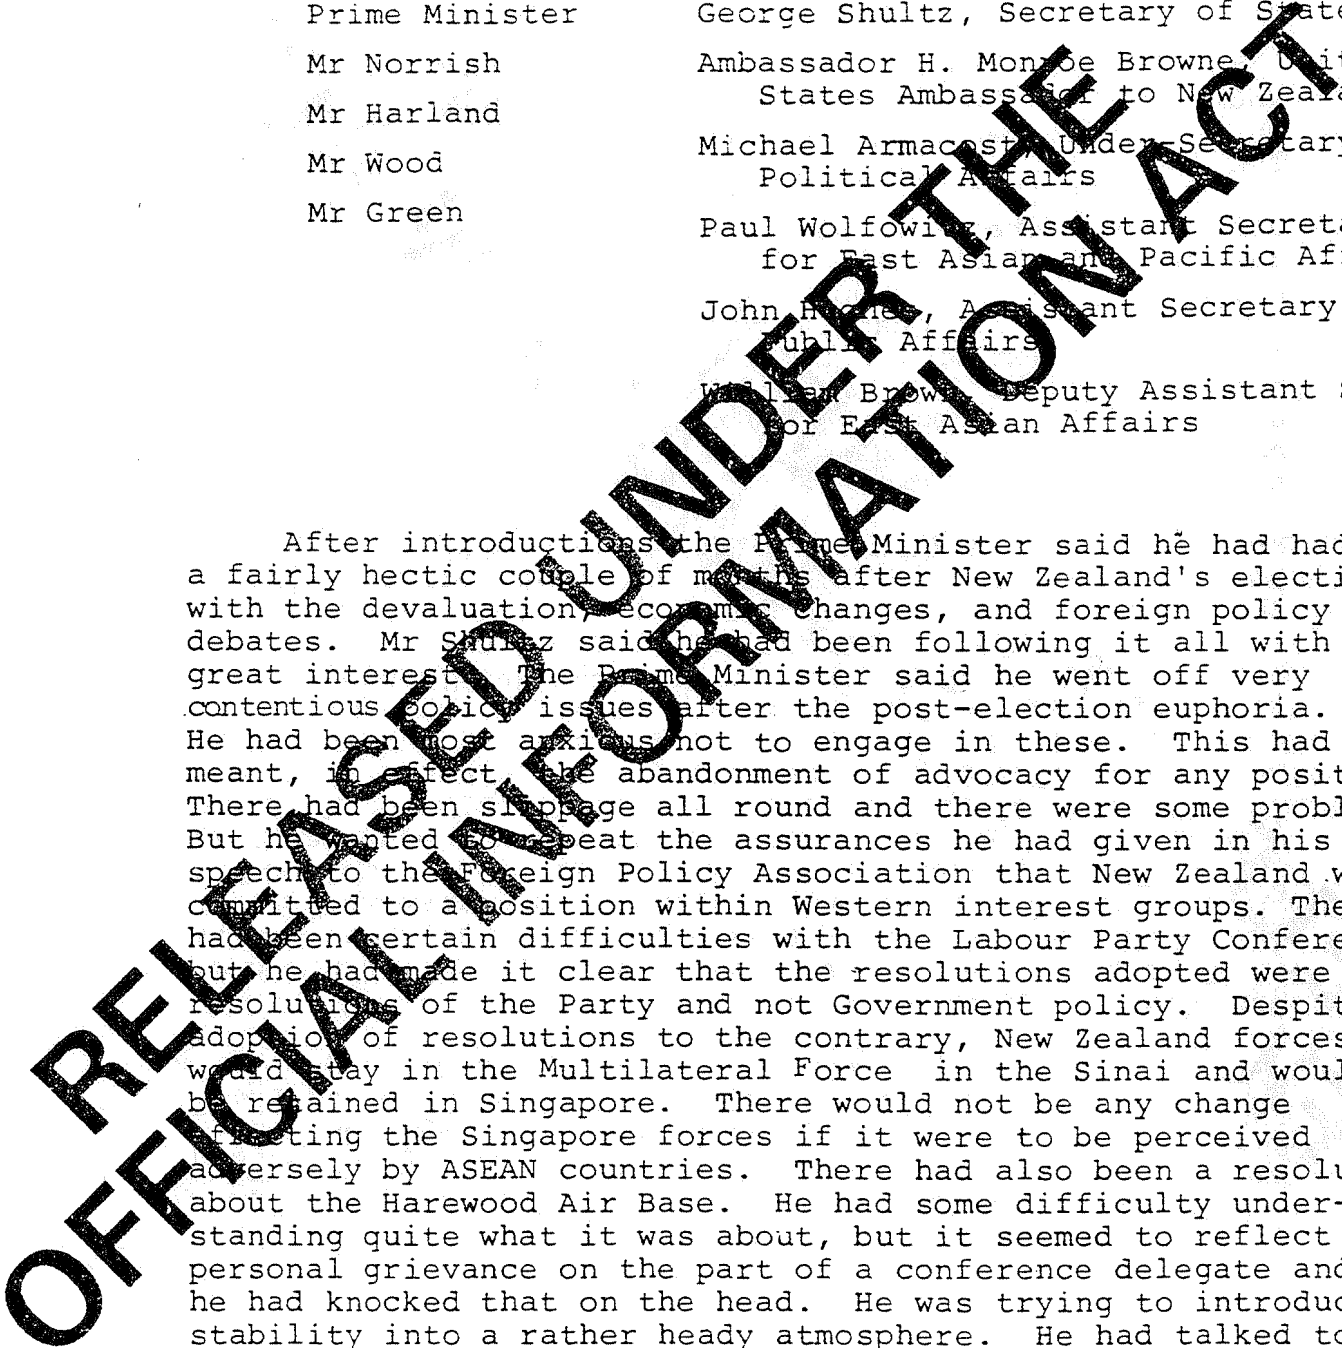 Prime Minister
George Shultz, Secretary of State
Mr Norrish
Ambassador H. Monroe Browne, Unit
States Ambassador to New Zeala
Mr Harland
Michael Armacost, Under-Secretary
Political Affairs
Mr Wood
Mr Green
Paul Wolfowitz, Assistant Secreta
for East Asian and Pacific Aff
John Hughes, Assistant Secretary
Public Affairs
William Brown, Deputy Assistant S
for East Asian Affairs
After introductions the Prime Minister said he had had
a fairly hectic couple of months after New Zealand's electi
with the devaluation, economic changes, and foreign policy
debates. Mr Shultz said he had been following it all with
great interest. The Prime Minister said he went off very
contentious policy issues after the post-election euphoria.
He had been most anxious not to engage in these. This had
meant, in effect, the abandonment of advocacy for any posit
There had been slippage all round and there were some probl
But he wanted to repeat the assurances he had given in his
speech to the Foreign Policy Association that New Zealand w
committed to a position within Western interest groups. The
had been certain difficulties with the Labour Party Confere
but he had made it clear that the resolutions adopted were
resolutions of the Party and not Government policy. Despit
adoption of resolutions to the contrary, New Zealand forces
would stay in the Multilateral Force in the Sinai and woul
be retained in Singapore. There would not be any change
affecting the Singapore forces if it were to be perceived
adversely by ASEAN countries. There had also been a resolu
about the Harewood Air Base. He had some difficulty under-
standing quite what it was about, but it seemed to reflect
personal grievance on the part of a conference delegate and
he had knocked that on the head. He was trying to introduc
stability into a rather heady atmosphere. He had talked to
RELEASED UNDER THE
OFFICIAL INFORMATION ACT